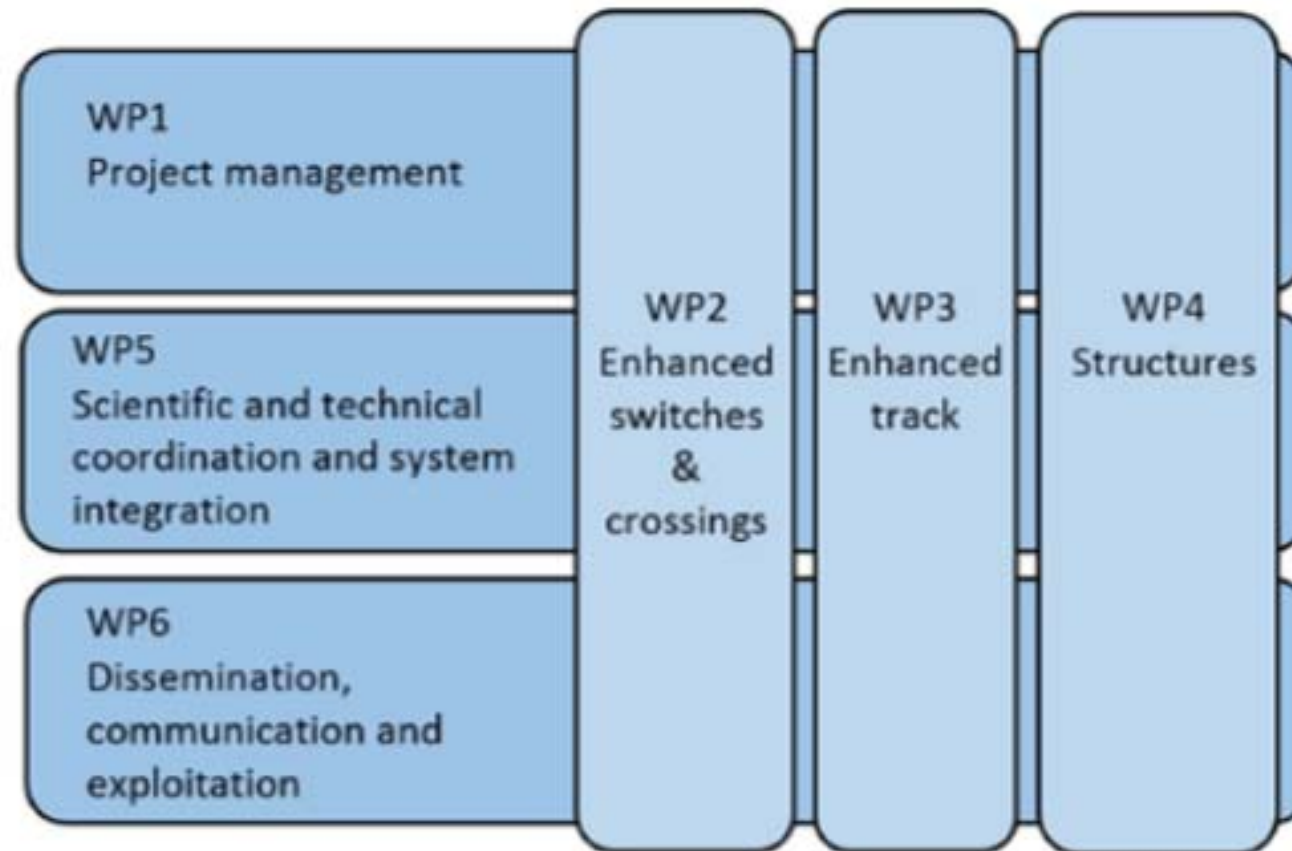 WP1
Project management
WP5
Scientific and technical
coordination and system
integration
WP6
Dissemination,
communication and
exploitation
WP2
Enhanced
switches
&
crossings
WP3
Enhanced
track
WP4
Structures